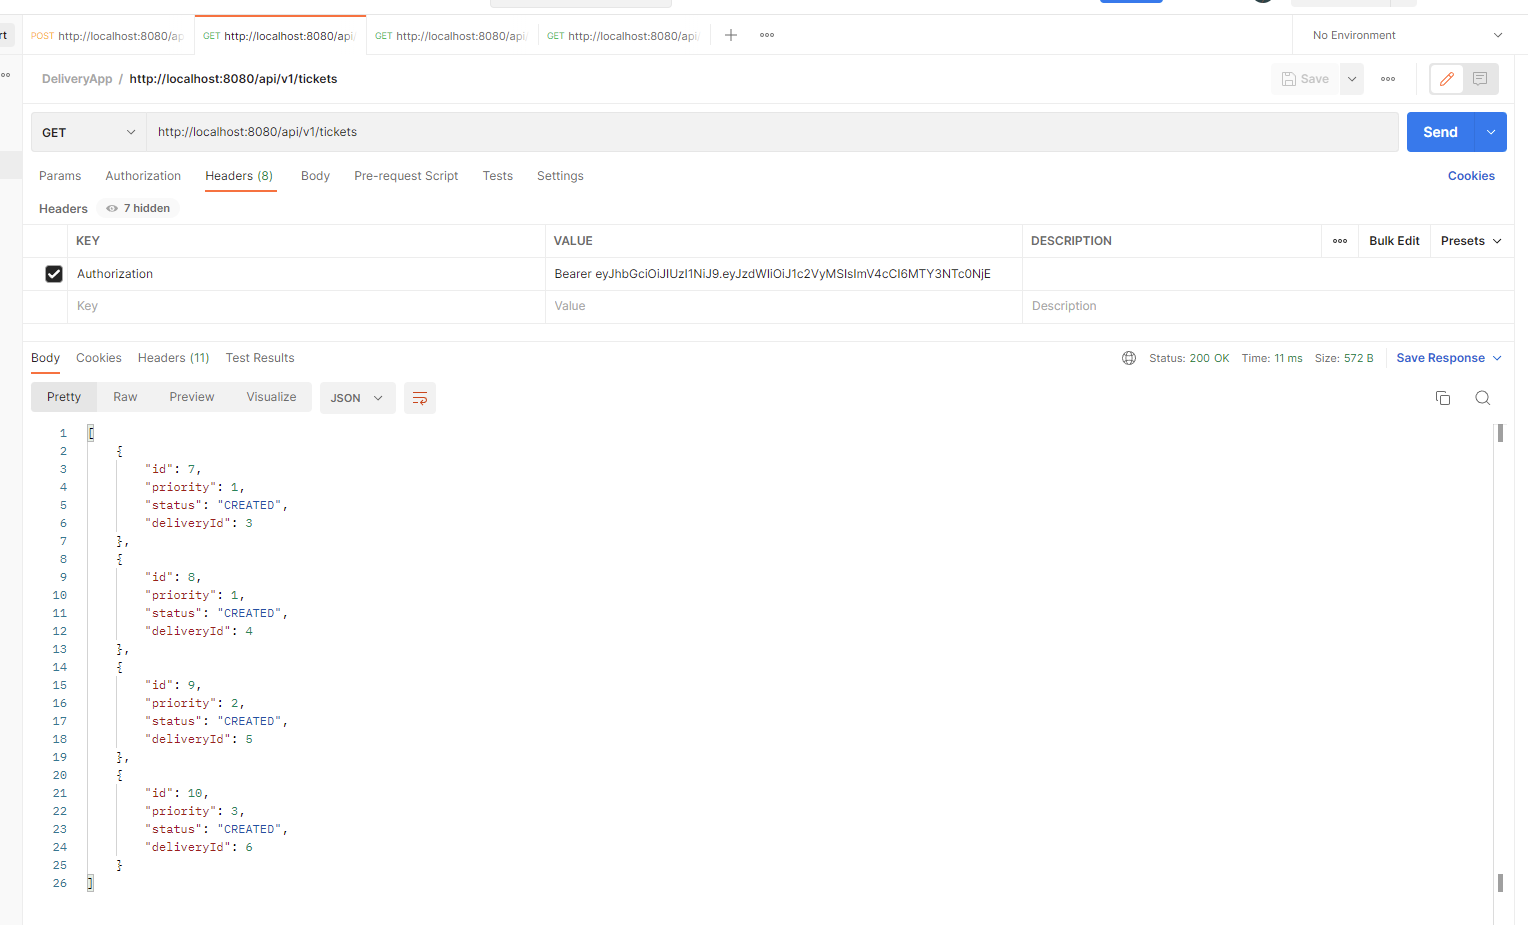 rt
POST http://localhost:8080/ap
GET http://localhost:8080/api/
GET http://localhost:8080/api/
GET http://localhost:8080/api/
No Environment
DeliveryApp / http://localhost:8080/api/v1/tickets
Save
GET
http://localhost:8080/api/v1/tickets
Send
Params Authorization Headers (8) Body Pre-request Script Tests Settings Cookies
Headers 7 hidden
KEY VALUE DESCRIPTION Bulk Edit Presets
Authorization Bearer eyJhbGciOiJIUzI1NiJ9.eyJzdWIiOiJ1c2VyMSIsImV4cCI6MTY3NTc0NjE
Key Value Description
Body Cookies Headers (11) Test Results Status: 200 OK Time: 11 ms Size: 572 B Save Response
Pretty Raw Preview Visualize JSON
1 [
2 {
3 "id": 7,
4 "priority": 1,
5 "status": "CREATED",
6 "deliveryId": 3
7 },
8 {
9 "id": 8,
10 "priority": 1,
11 "status": "CREATED",
12 "deliveryId": 4
13 },
14 {
15 "id": 9,
16 "priority": 2,
17 "status": "CREATED",
18 "deliveryId": 5
19 },
20 {
21 "id": 10,
22 "priority": 3,
23 "status": "CREATED",
24 "deliveryId": 6
25 }
26 ]